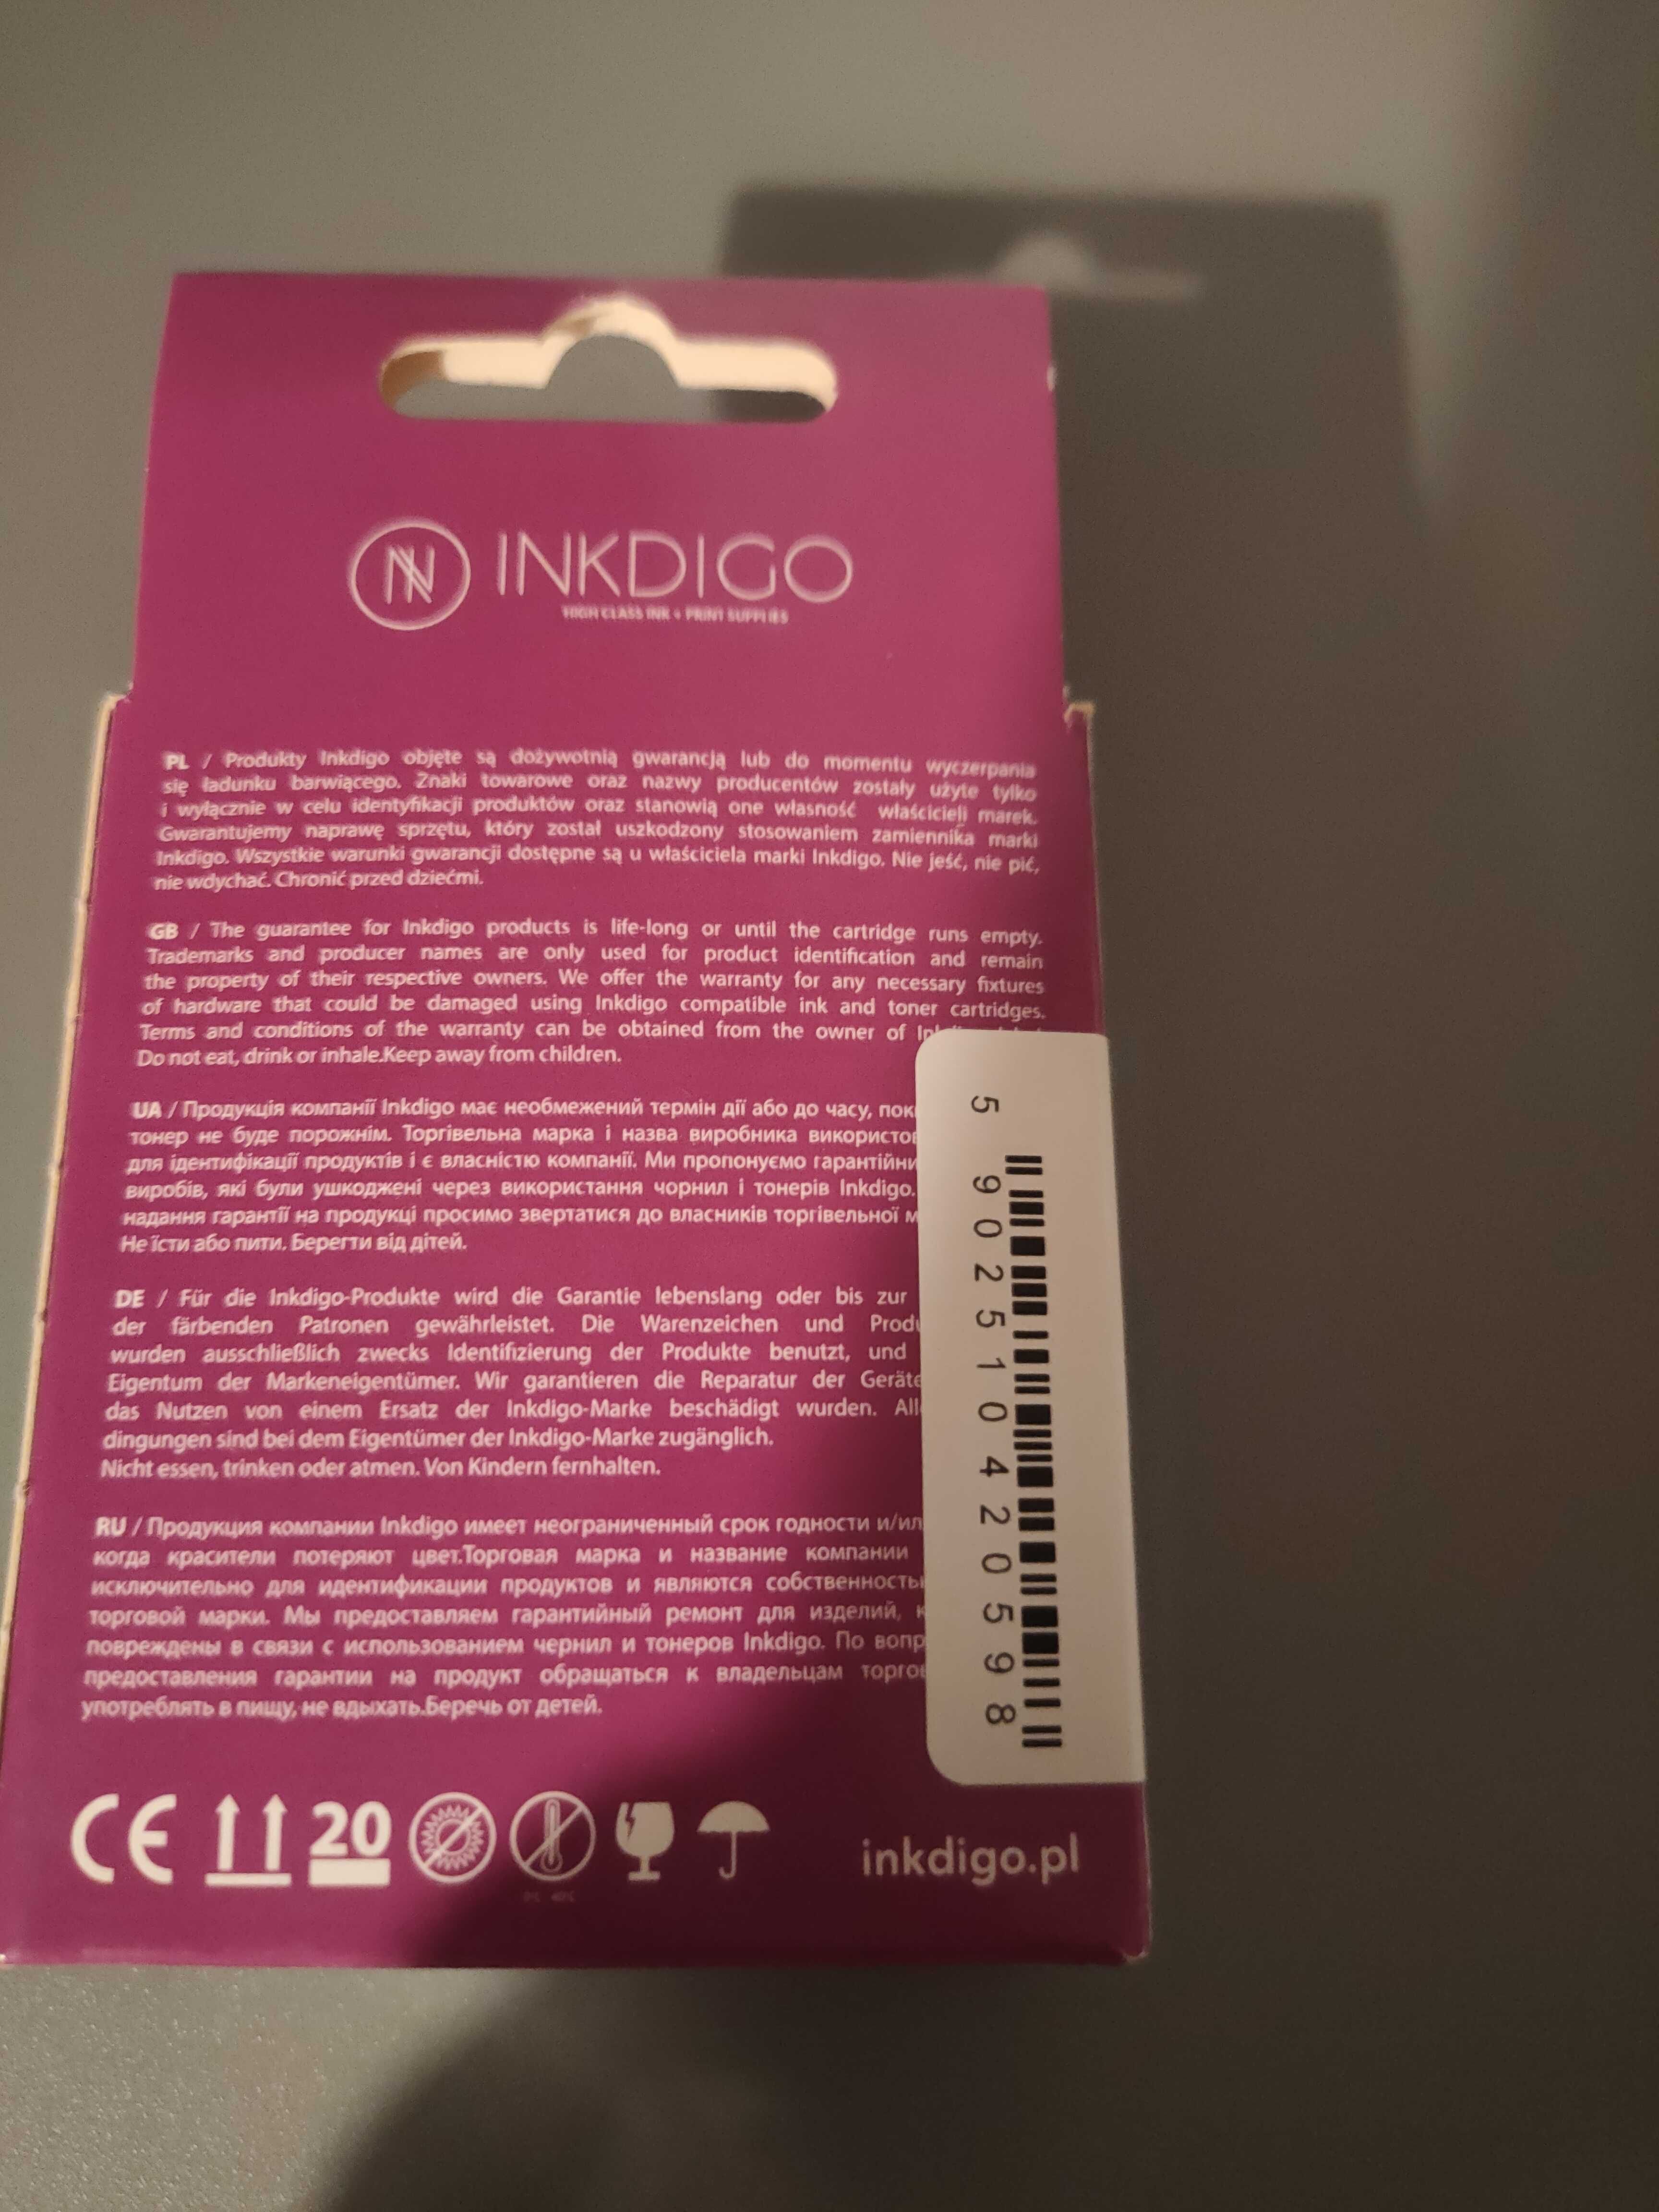 INKDIGO
HIGH CLASS INK + PRINT SUPPLIES
PL / Produkty Inkdigo objęte są dożywotnią gwarancją lub do momentu wyczerpania
się ładunku barwiącego. Znaki towarowe oraz nazwy producentów zostały użyte tylko
i wyłącznie w celu identyfikacji produktów oraz stanowią one własność właścicieli marek.
Gwarantujemy naprawę sprzętu, który został uszkodzony stosowaniem zamiennika marki
Inkdigo. Wszystkie warunki gwarancji dostępne są u właściciela marki Inkdigo. Nie jeść, nie pić,
nie wdychać. Chronić przed dziećmi.
GB / The guarantee for Inkdigo products is life-long or until the cartridge runs empty.
Trademarks and producer names are only used for product identification and remain
the property of their respective owners. We offer the warranty for any necessary fixtures
of hardware that could be damaged using Inkdigo compatible ink and toner cartridges.
Terms and conditions of the warranty can be obtained from the owner of
Do not eat, drink or inhale.Keep away from children.
UA / Продукція компанії Inkdigo має необмежений термін дії або до часу,
тонер не буде порожнім. Торгівельна марка і назва виробника
для ідентифікації продуктів і є власністю компанії. Ми пропонуємо
виробів, які були ушкоджені через використання чорнил і тонерів Inkdigo.
надання гарантії на продукці просимо звертатися до власників торгівельної
Не їсти або пити. Берегти від дітей.
DE / Für die Inkdigo-Produkte wird die Garantie lebenslang oder bis zur
der färbenden Patronen gewährleistet. Die Warenzeichen und
wurden ausschließlich zwecks Identifizierung der Produkte benutzt, und
Eigentum der Markeneigentümer. Wir garantieren die Reparatur der
das Nutzen von einem Ersatz der Inkdigo-Marke beschädigt wurden.
dingungen sind bei dem Eigentümer der Inkdigo-Marke zugänglich.
Nicht essen, trinken oder atmen. Von Kindern fernhalten.
RU / Продукция компании Inkdigo имеет неограниченный срок годности
когда красители потеряют цвет.Торговая марка и название компании
исключительно для идентификации продуктов и являются
торговой марки. Мы предоставляем гарантийный ремонт для изделий,
повреждены в связи с использованием чернил и тонеров Inkdigo. По
предоставления гарантии на продукт обращаться к владельцам
употреблять в пищу, не вдыхать.Беречь от детей.
5 902510 420598
CE 20
inkdigo.pl